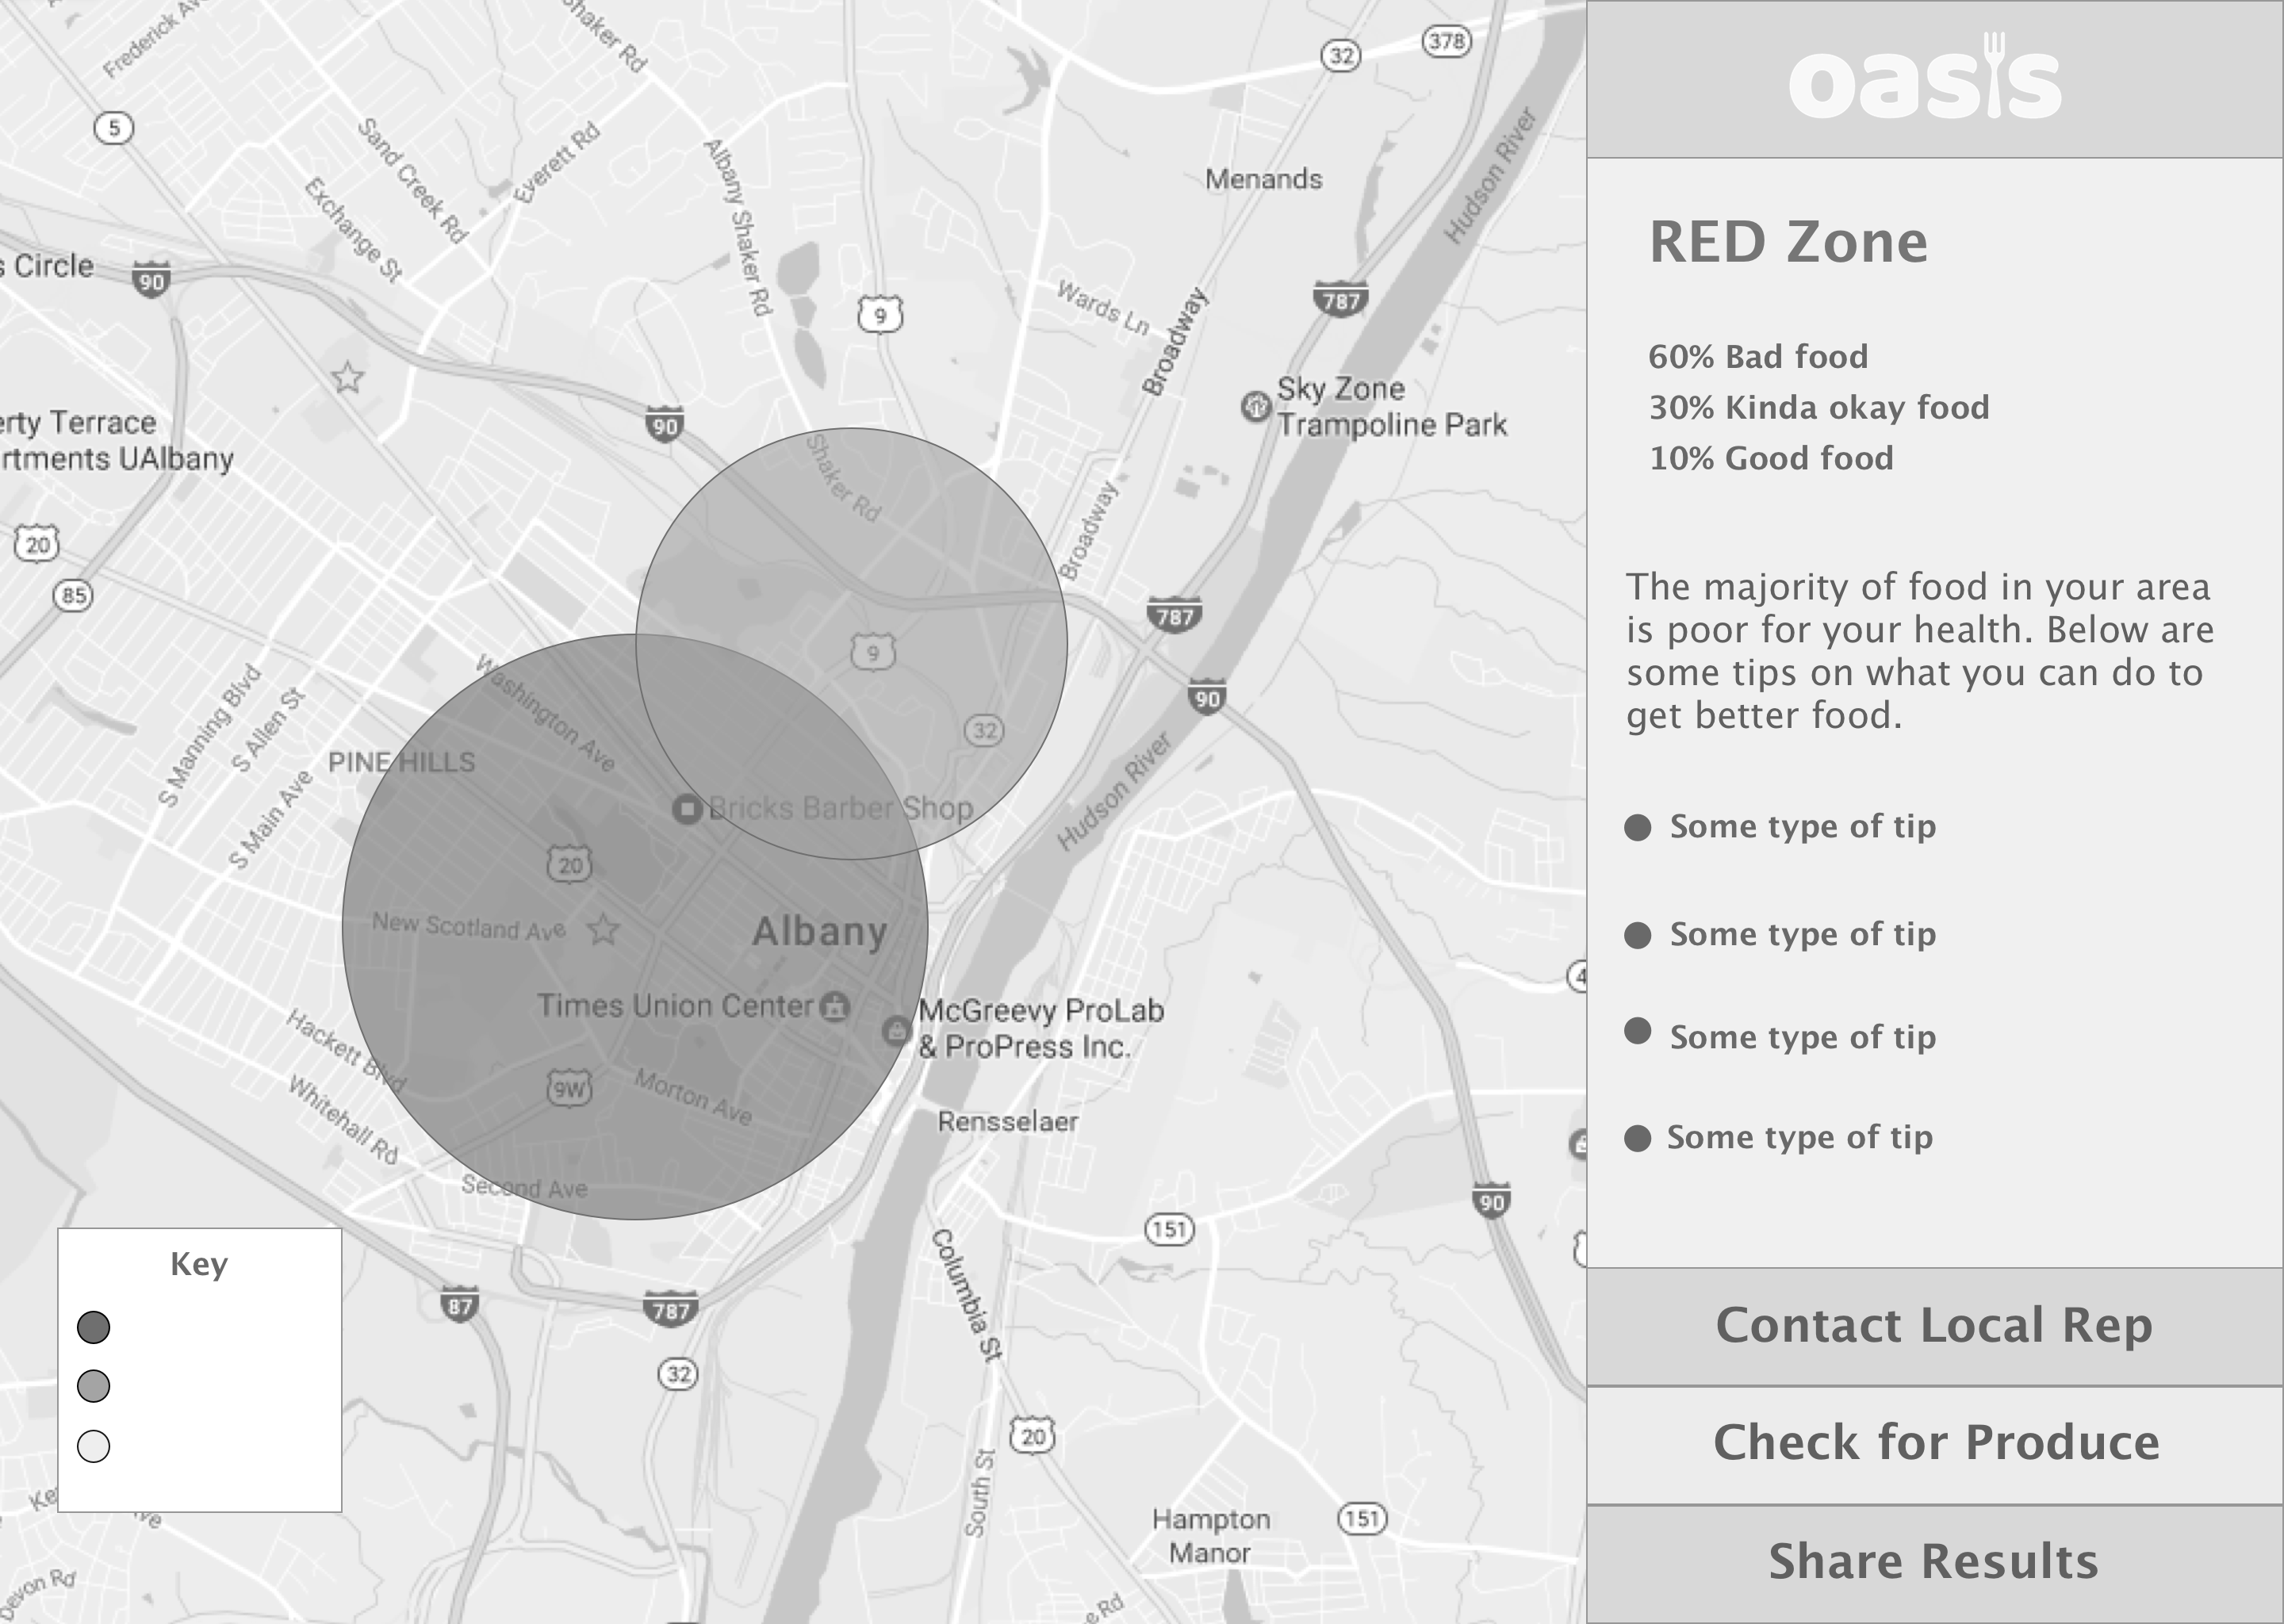 Frederick Av
Shaker Rd
32
378
oasis
5
Sand Creek Rd
Everett Rd
Albany Shaker Rd
Hudson River
Menands
Exchange St
RED Zone
s Circle
90
9
Wards Ln
Broadway
787
60% Bad food
30% Kinda okay food
10% Good food
Sky Zone
Trampoline Park
erty Terrace
rtments UAlbany
90
Shaker Rd
20
Broadway
85
787
The majority of food in your area
is poor for your health. Below are
some tips on what you can do to
get better food.
9
90
S Manning Blvd
S Allen St
S Main Ave
Washington Ave
32
PINE HILLS
Hudson River
Bricks Barber Shop
Some type of tip
20
New Scotland Ave
Albany
Some type of tip
4
Times Union Center
McGreevy ProLab
& ProPress Inc.
Some type of tip
Hackett Blvd
Whitehall Rd
9W
Morton Ave
Rensselaer
Some type of tip
Second Ave
90
151
Key
Columbia St
87
787
Contact Local Rep
32
20
Check for Produce
South St
Ke
ve
Hampton
Manor
151
Share Results
Devon Rd
e Rd